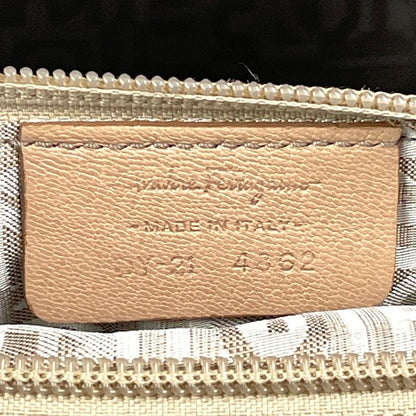 Salvatore Ferragamo
-MADE IN ITALY-
DY-21 4362